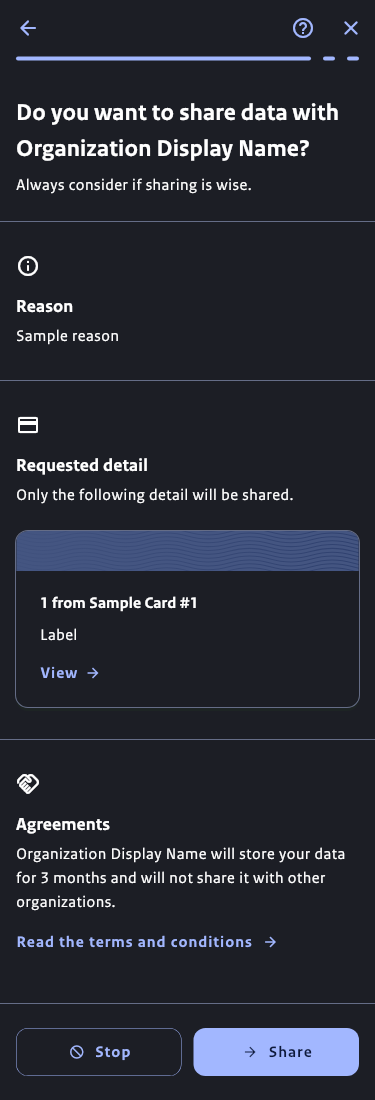 Do you want to share data with
Organization Display Name?
Always consider if sharing is wise.
Reason
Sample reason
Requested detail
Only the following detail will be shared.
1 from Sample Card #1
Label
View
Agreements
Organization Display Name will store your data
for 3 months and will not share it with other
organizations.
Read the terms and conditions
Stop
Share